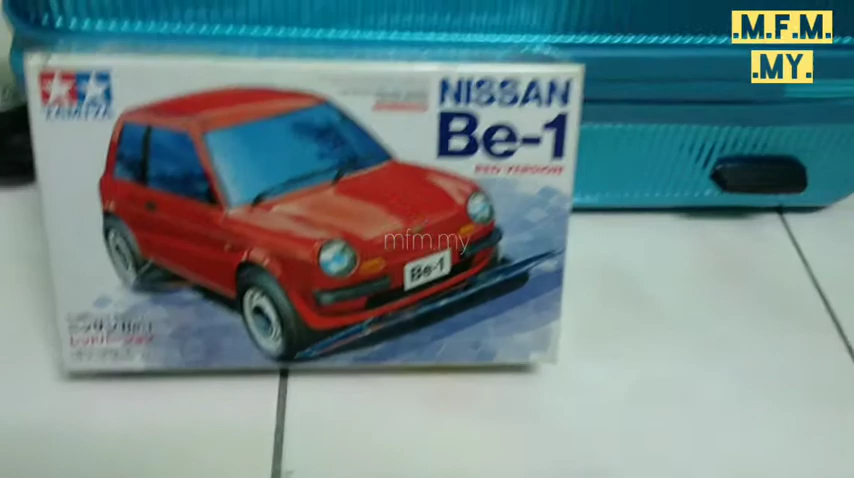 .M.F.M.
.MY.
TAMIYA
NISSAN
Be-1
RED VERSION
mfm.my
Be-1